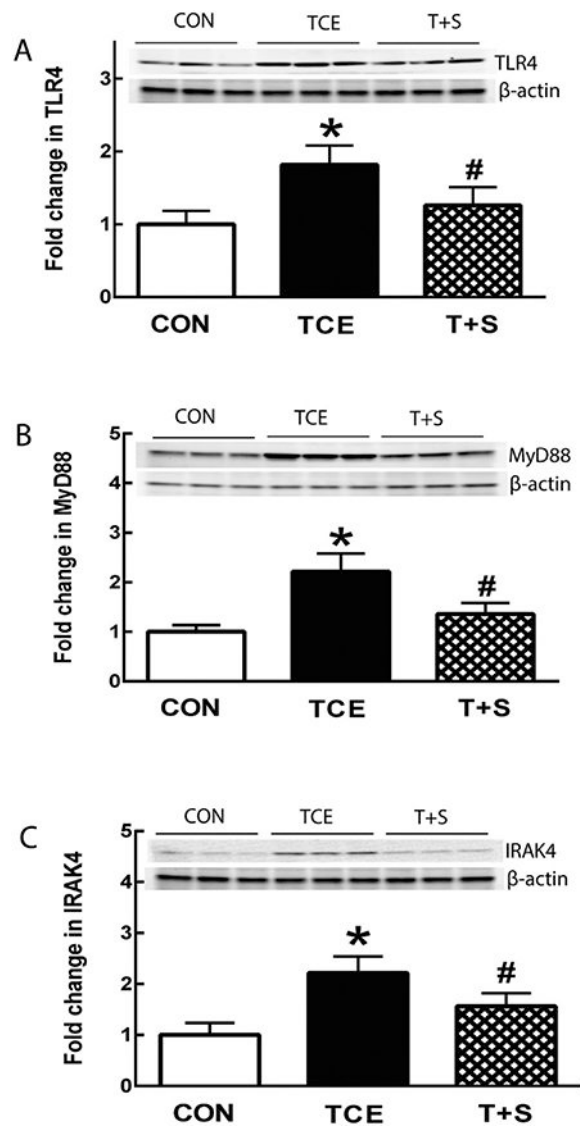 CON TCE T+S
A
TLR4
β-actin
Fold change in TLR4
3
2
1
0
*
#
CON TCE T+S
CON TCE T+S
B
MyD88
β-actin
Fold change in MyD88
5
4
3
2
1
0
*
#
CON TCE T+S
CON TCE T+S
C
IRAK4
β-actin
Fold change in IRAK4
5
4
3
2
1
0
*
#
CON TCE T+S